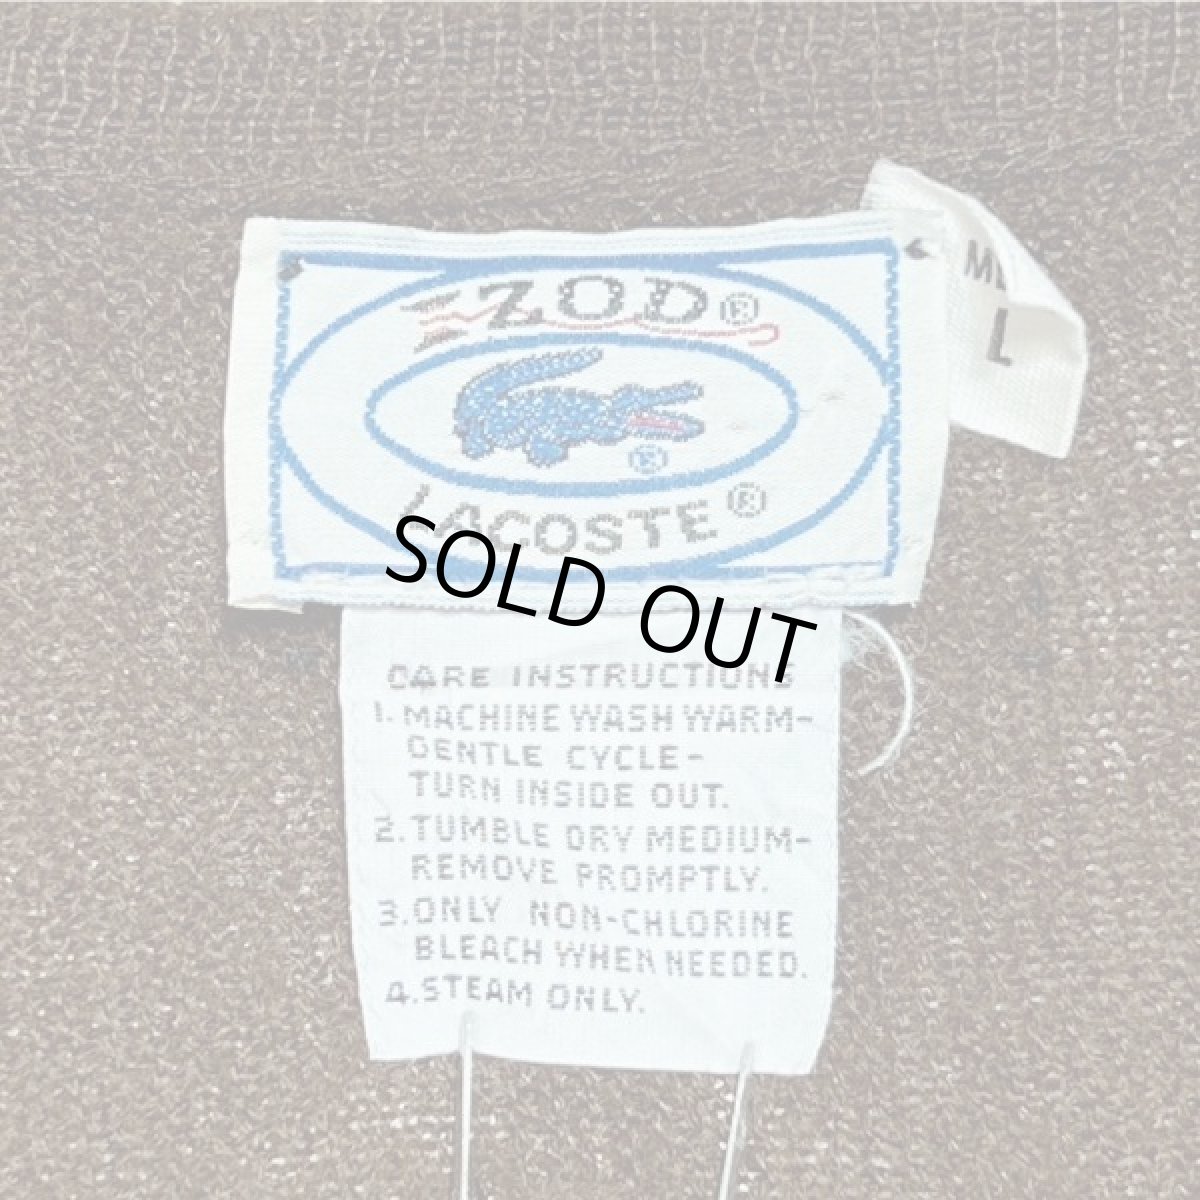 IZOD®
®
LACOSTE®
L
SOLD OUT
CARE INSTRUCTIONS
1. MACHINE WASH WARM-
GENTLE CYCLE-
TURN INSIDE OUT.
2. TUMBLE DRY MEDIUM-
REMOVE PROMPTLY.
3. ONLY NON-CHLORINE
BLEACH WHEN NEEDED.
4. STEAM ONLY.